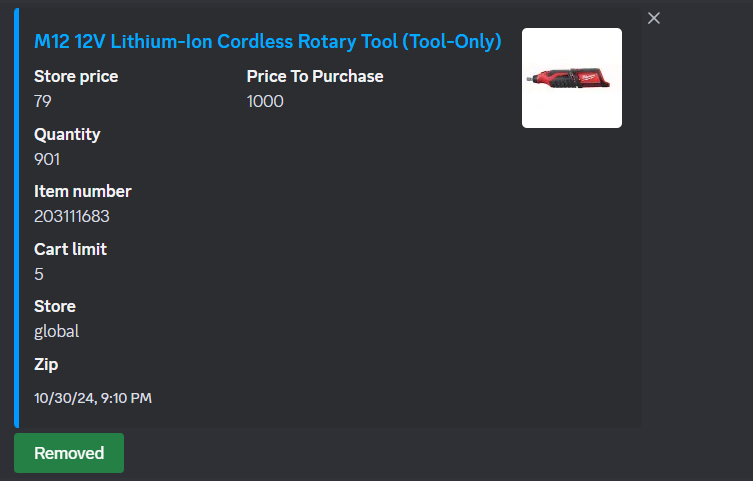 M12 12V Lithium-Ion Cordless Rotary Tool (Tool-Only)
Store price
79
Price To Purchase
1000
Quantity
901
Item number
203111683
Cart limit
5
Store
global
Zip
10/30/24, 9:10 PM
Removed